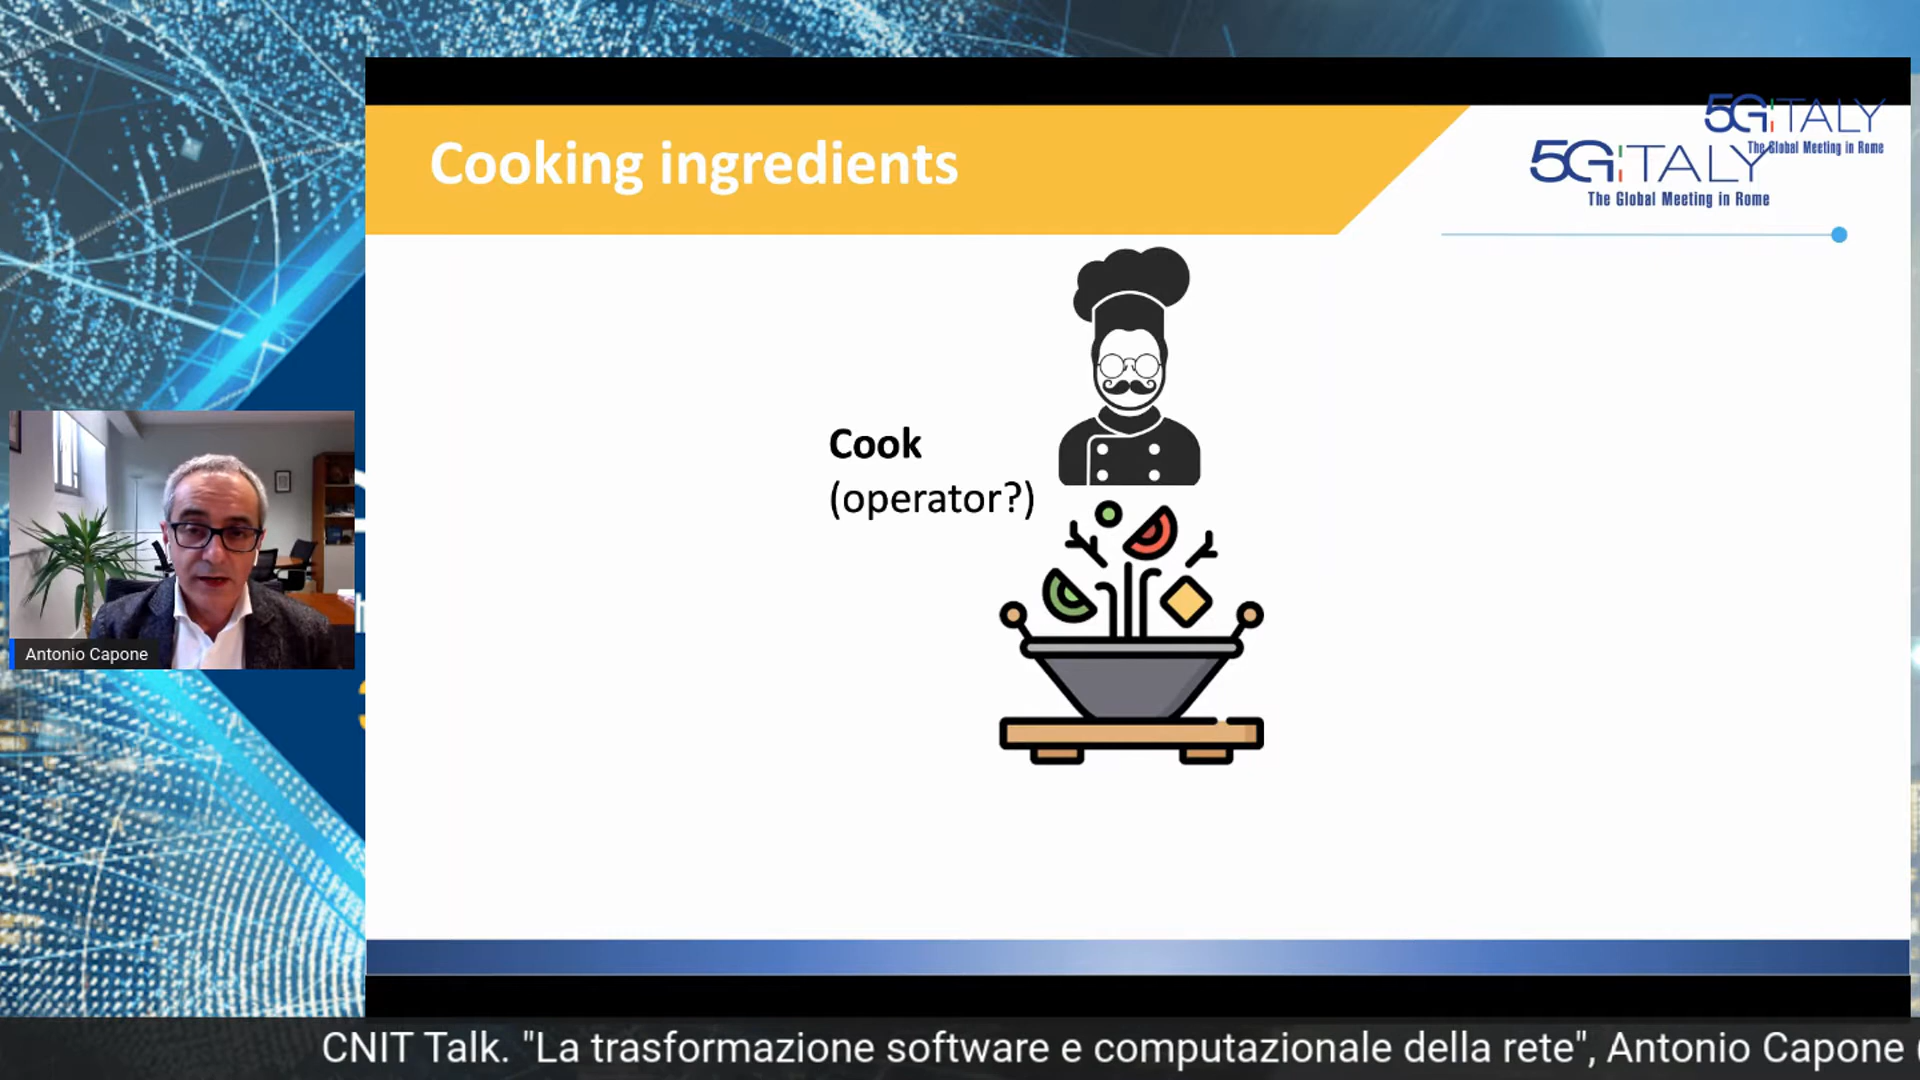 Cooking ingredients
5G:ITALY
The Global Meeting in Rome
5G:ITALY
The Global Meeting in Rome
Cook
(operator?)
Antonio Capone
CNIT Talk. "La trasformazione software e computazionale della rete", Antonio Capone (